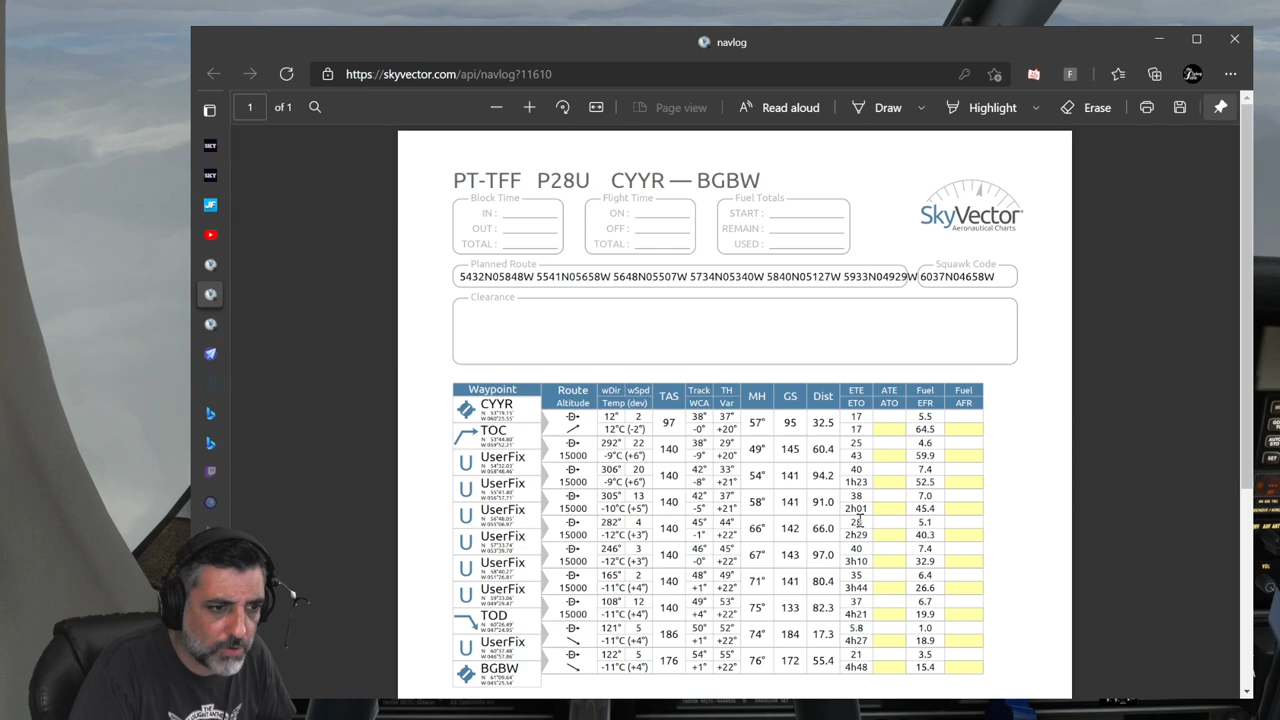 navlog
https://skyvector.com/api/navlog?11610
1 of 1 Page view Read aloud Draw Highlight Erase
PT-TFF P28U CYYR — BGBW
Block Time Flight Time Fuel Totals
IN : ON : START :
OUT : OFF : REMAIN :
TOTAL : TOTAL : USED :
SkyVector
Aeronautical Charts
Planned Route Squawk Code
5432N05848W 5541N05658W 5648N05507W 5734N05340W 5840N05127W 5933N04929W 6037N04658W
Clearance
Waypoint Route wDir wSpd TAS Track TH MH GS Dist ETE ATE Fuel Fuel
Altitude Temp (dev) WCA Var ETO ATO EFR AFR
CYYR -D→ 12° 2 97 38° 37° 57° 95 32.5 17 5.5
12°C (-2°) -0° +20° 17 64.5
TOC -D→ 292° 22 140 38° 29° 49° 145 60.4 25 4.6
15000 -9°C (+6°) -9° +20° 43 59.9
UserFix -D→ 306° 20 140 42° 33° 54° 141 94.2 40 7.4
15000 -9°C (+6°) -8° +21° 1h23 52.5
UserFix -D→ 305° 13 140 42° 37° 58° 141 91.0 38 7.0
15000 -10°C (+5°) -5° +21° 2h01 45.4
UserFix -D→ 282° 4 140 45° 44° 66° 142 66.0 5.1
15000 -12°C (+3°) -1° +22° 2h29 40.3
UserFix -D→ 246° 3 140 46° 45° 67° 143 97.0 40 7.4
15000 -12°C (+3°) -0° +22° 3h10 32.9
UserFix -D→ 165° 2 140 48° 49° 71° 141 80.4 35 6.4
15000 -11°C (+4°) +1° +22° 3h44 26.6
UserFix -D→ 108° 12 140 49° 53° 75° 133 82.3 37 6.7
15000 -11°C (+4°) +4° +22° 4h21 19.9
TOD -D→ 121° 5 186 50° 52° 74° 184 17.3 5.8 1.0
-11°C (+4°) +1° +22° 4h27 18.9
UserFix -D→ 122° 5 176 54° 55° 76° 172 55.4 21 3.5
-11°C (+4°) +1° +22° 4h48 15.4
BGBW